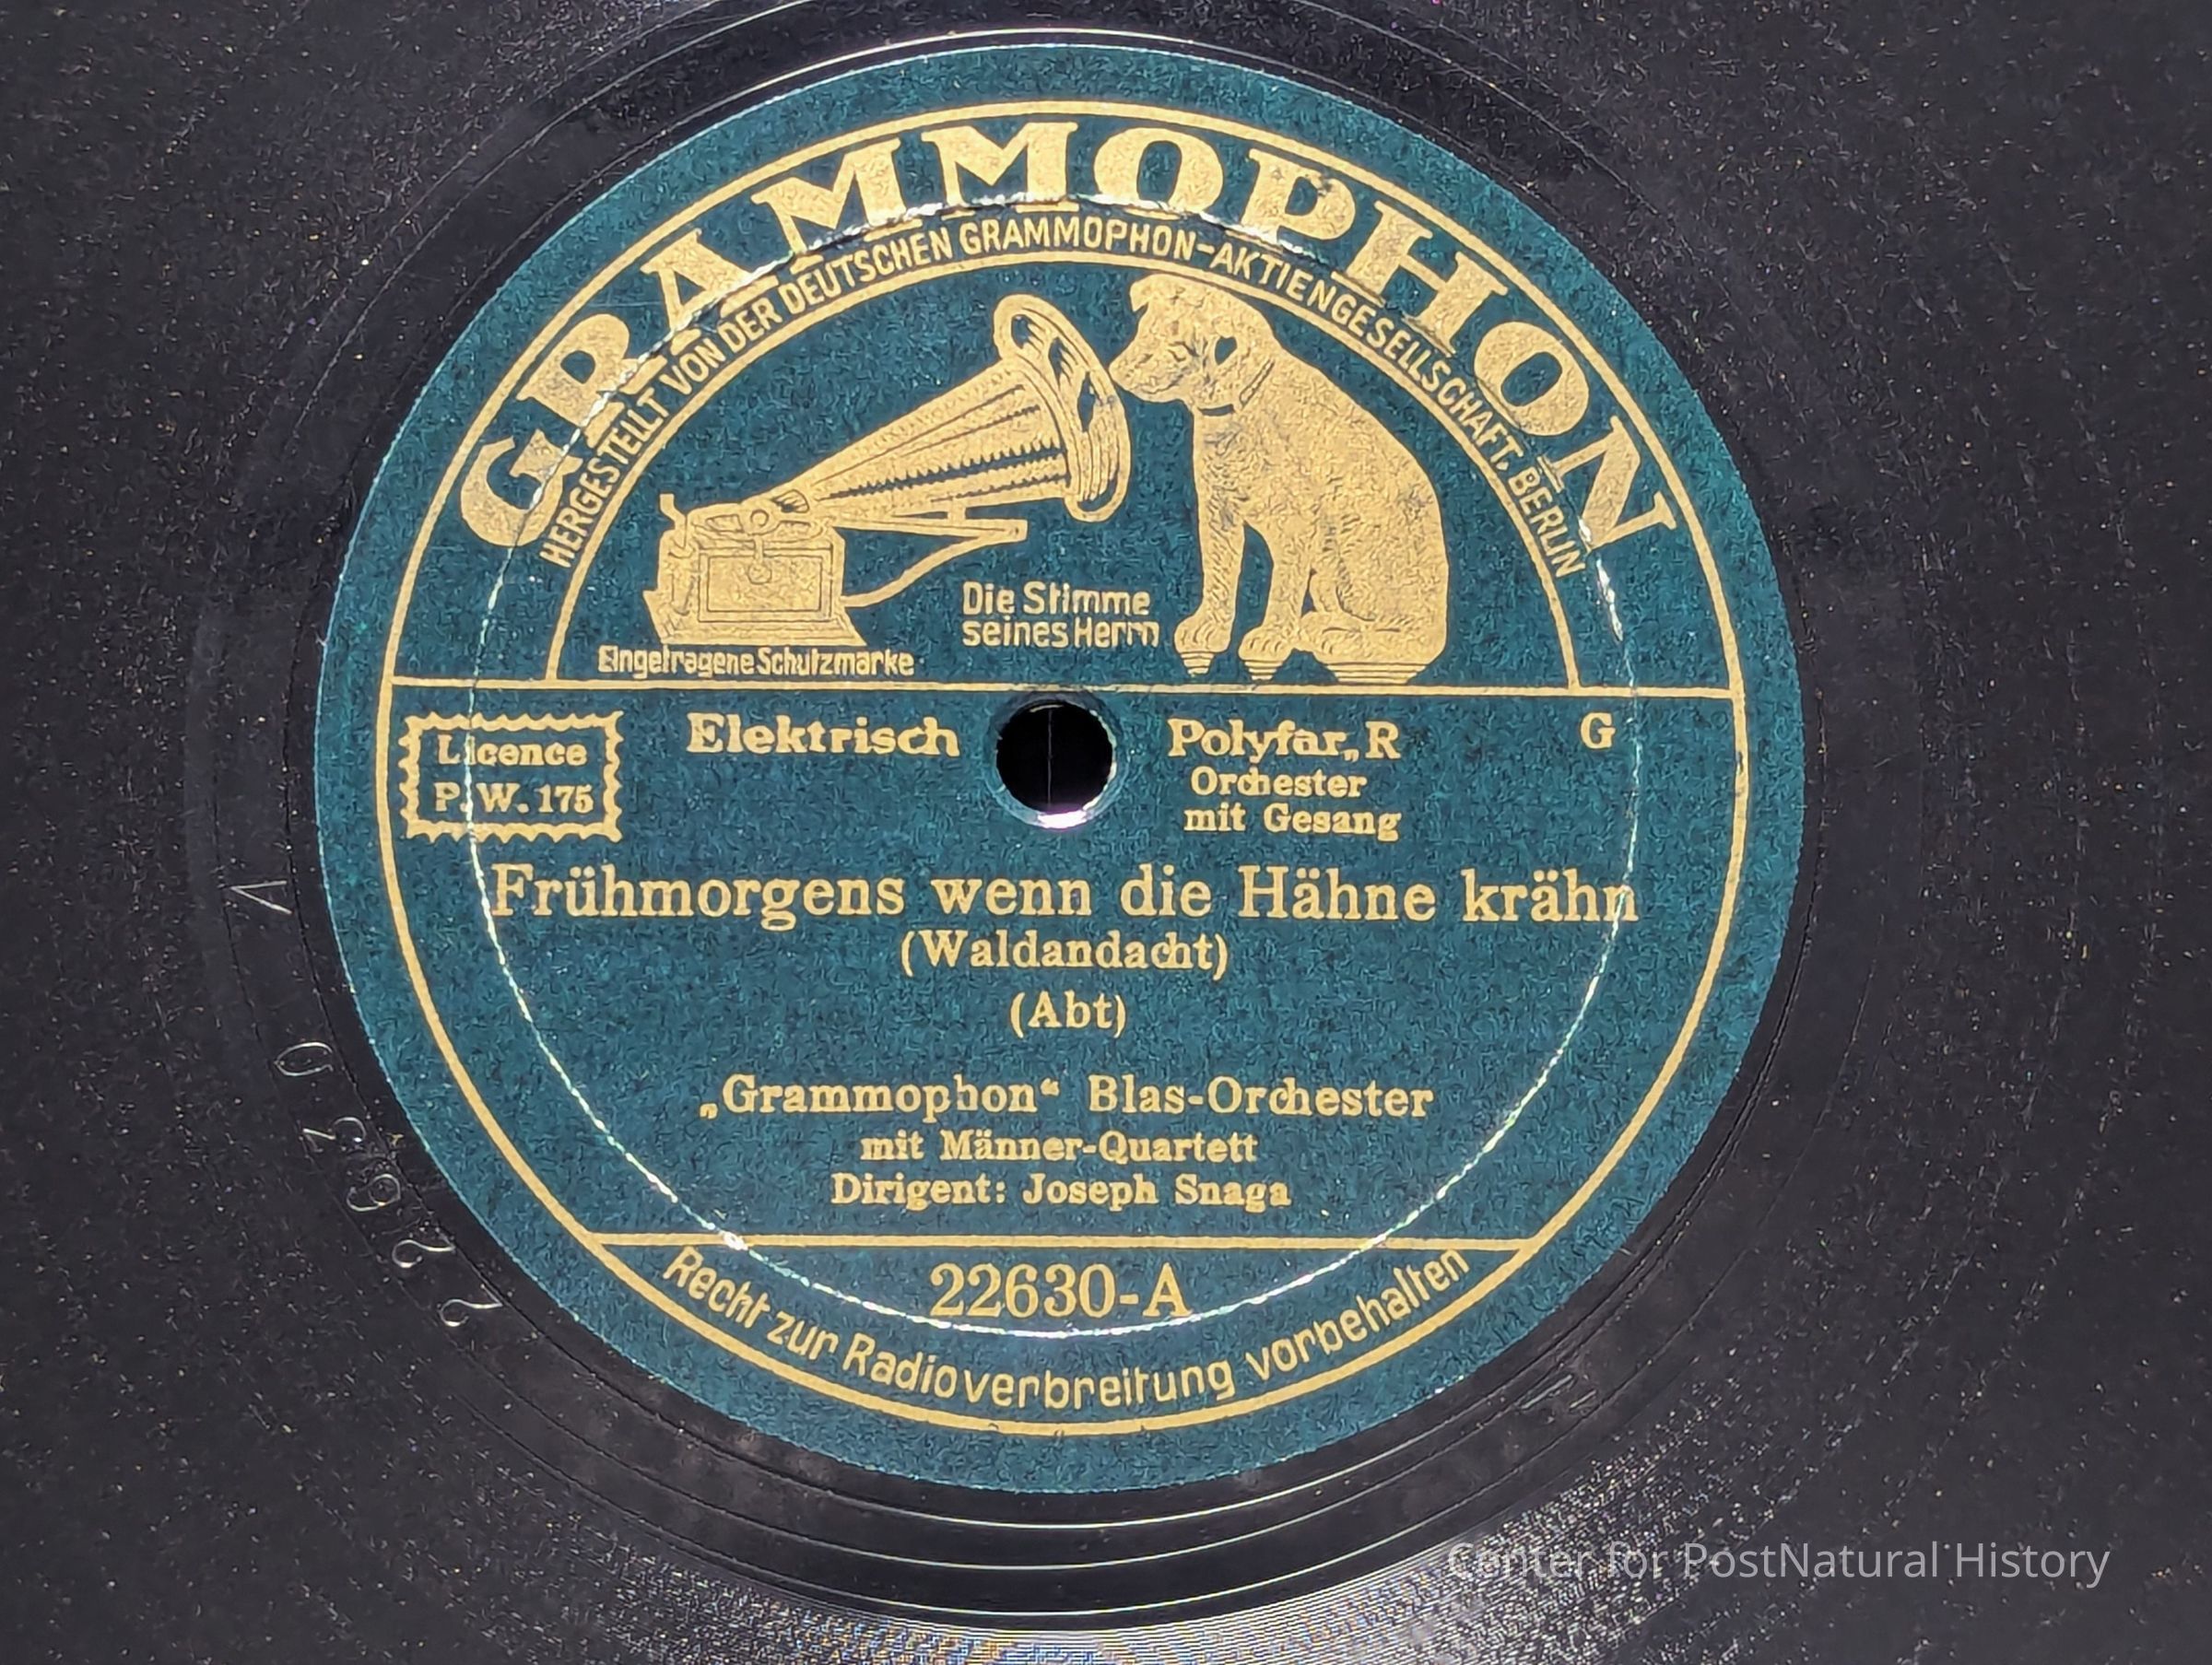 GRAMMOPHON
HERGESTELLT VON DER DEUTSCHEN GRAMMOPHON-AKTIENGESELLSCHAFT. BERLIN
Die Stimme
seines Herrn
Eingetragene Schutzmarke
Licence
P. W. 175
Elektrisch
Polyfar„R
G
Orchester
mit Gesang
Frühmorgens wenn die Hähne krähn
(Waldandacht)
(Abt)
„Grammophon“ Blas-Orchester
mit Männer-Quartett
Dirigent: Joseph Snaga
22630-A
Recht zur Radioverbreitung vorbehalten
22630 A
Center for PostNatural History